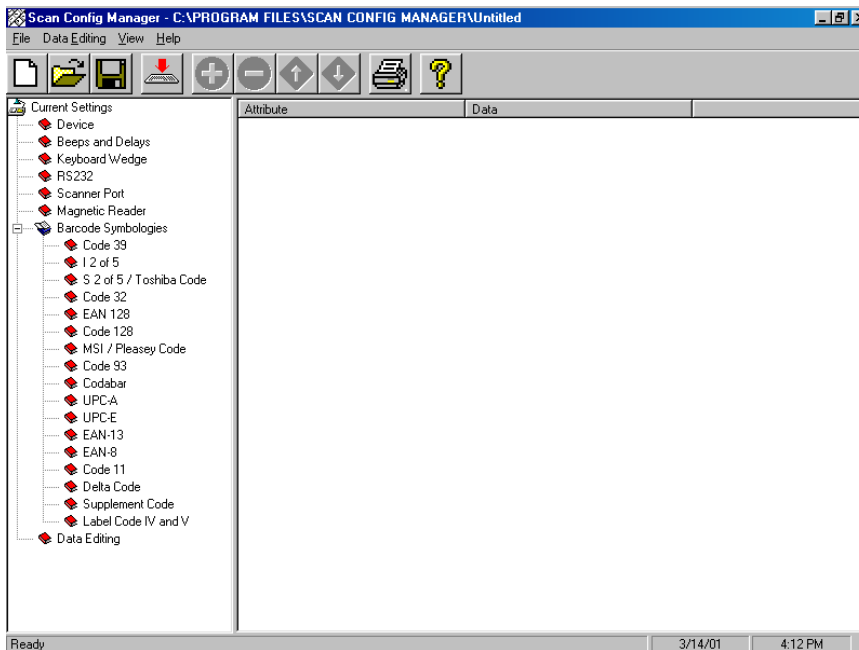 Scan Config Manager - C:\PROGRAM FILES\SCAN CONFIG MANAGER\Untitled
File Data Editing View Help
Current Settings
Attribute Data
Device
Beeps and Delays
Keyboard Wedge
RS232
Scanner Port
Magnetic Reader
Barcode Symbologies
Code 39
I 2 of 5
S 2 of 5 / Toshiba Code
Code 32
EAN 128
Code 128
MSI / Pleasey Code
Code 93
Codabar
UPC-A
UPC-E
EAN-13
EAN-8
Code 11
Delta Code
Supplement Code
Label Code IV and V
Data Editing
Ready 3/14/01 4:12 PM